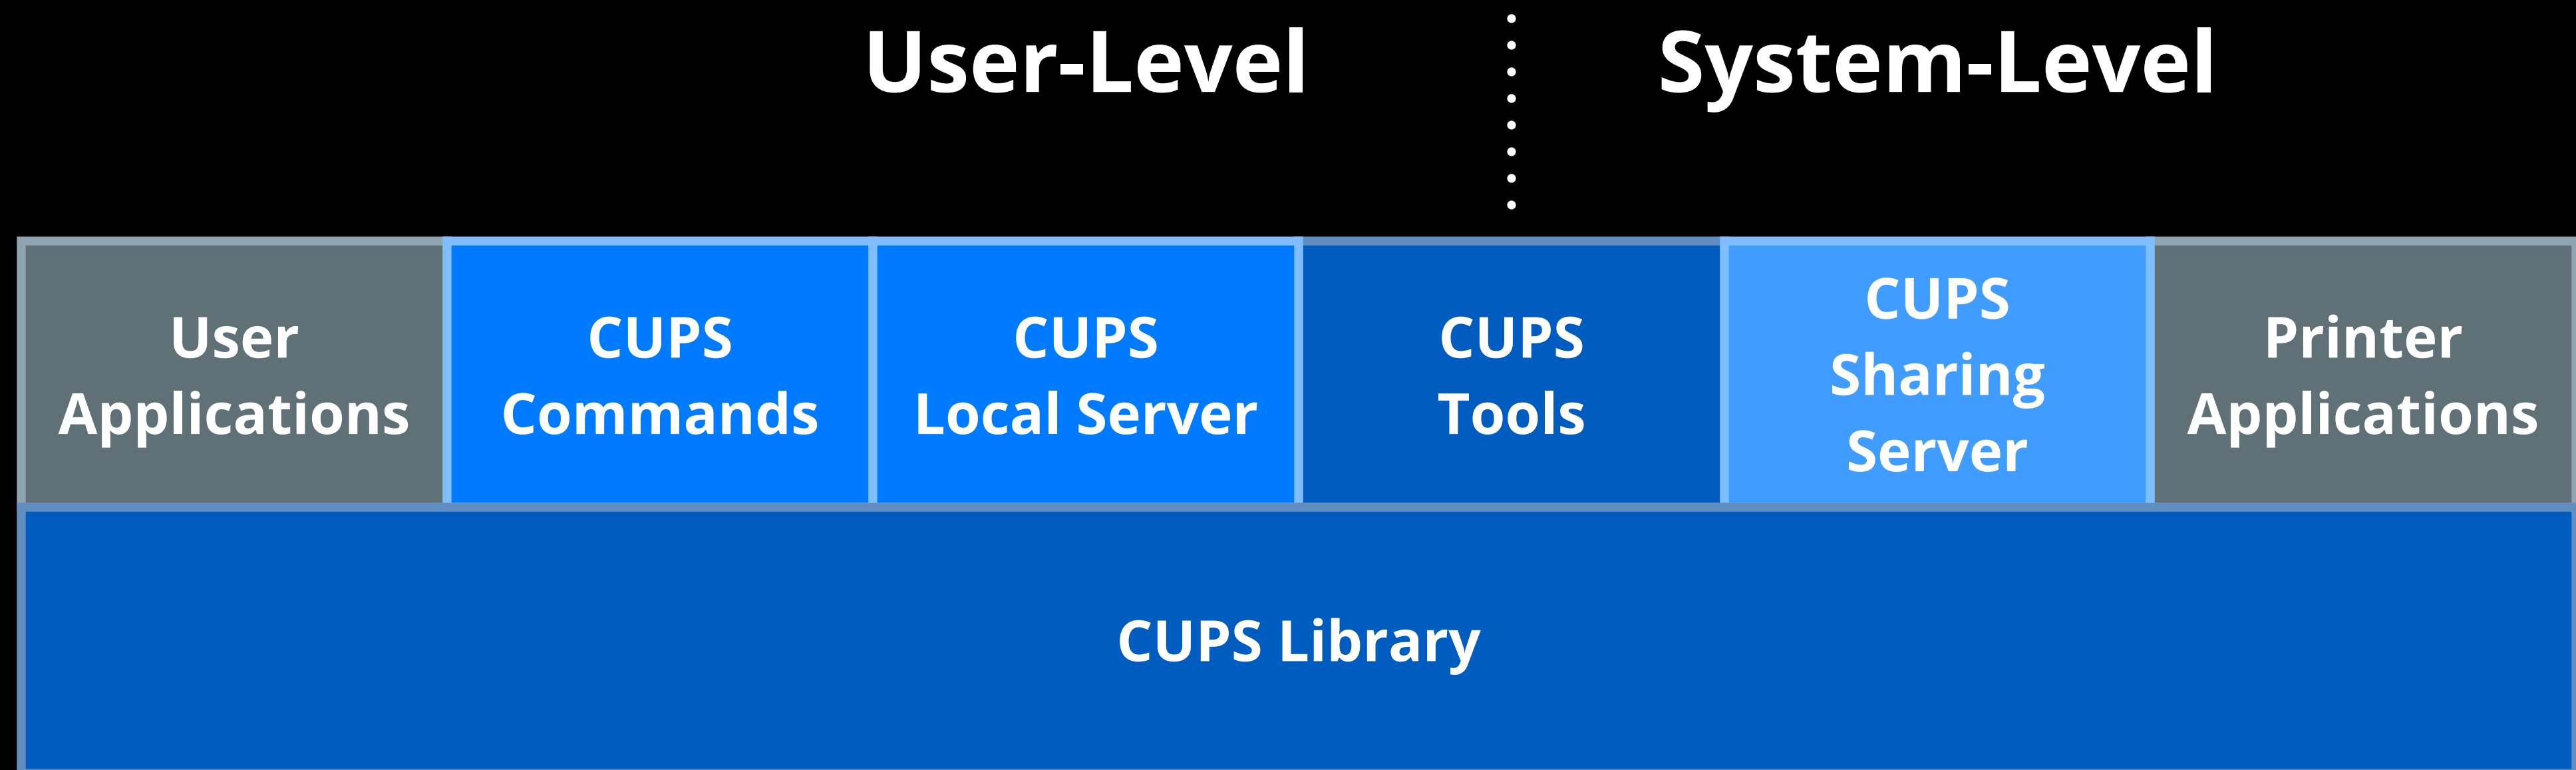 User-Level
System-Level
User
Applications
CUPS
Commands
CUPS
Local Server
CUPS
Tools
CUPS
Sharing
Server
Printer
Applications
CUPS Library